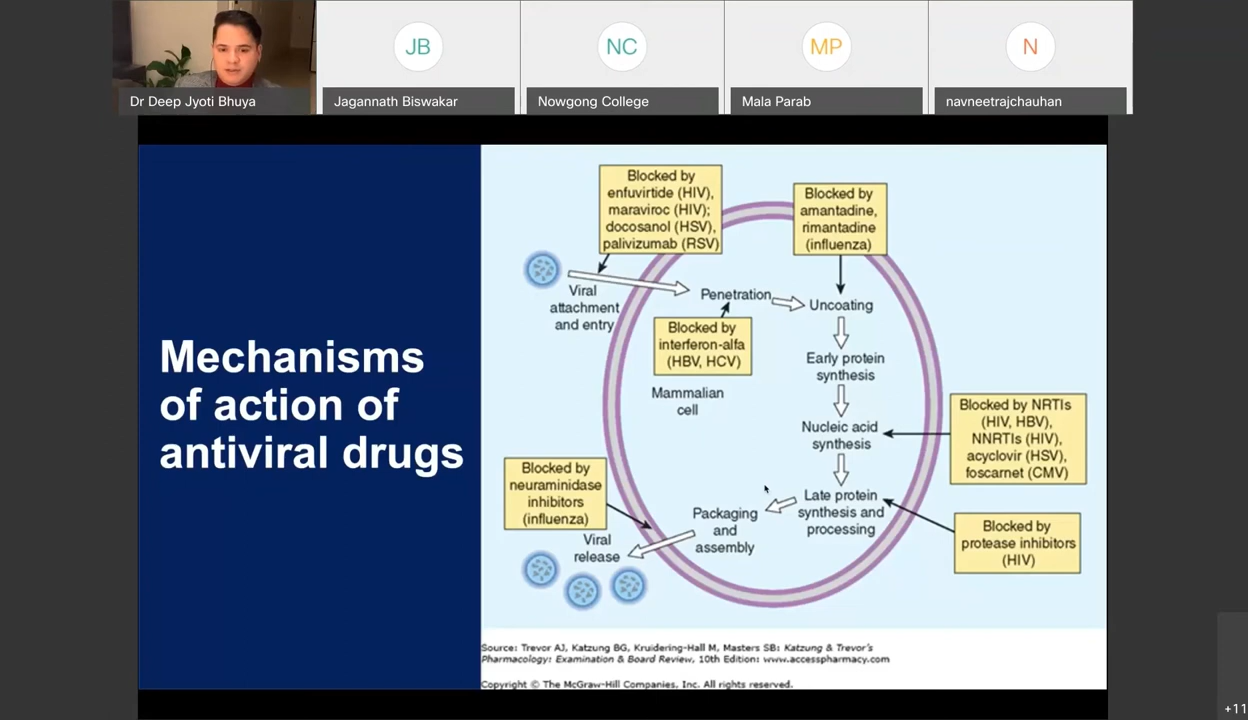 JB
NC
MP
N
Dr Deep Jyoti Bhuya
Jagannath Biswakar
Nowgong College
Mala Parab
navneetrajchauhan
Mechanisms
of action of
antiviral drugs
Blocked by
enfuvirtide (HIV),
maraviroc (HIV);
docosanol (HSV),
palivizumab (RSV)
Blocked by
amantadine,
rimantadine
(influenza)
Viral
attachment
and entry
Penetration
Uncoating
Blocked by
interferon-alfa
(HBV, HCV)
Early protein
synthesis
Mammalian
cell
Nucleic acid
synthesis
Blocked by NRTIs
(HIV, HBV),
NNRTIs (HIV),
acyclovir (HSV),
foscarnet (CMV)
Late protein
synthesis and
processing
Blocked by
protease inhibitors
(HIV)
Packaging
and
assembly
Blocked by
neuraminidase
inhibitors
(influenza)
Viral
release
Source: Trevor AJ, Katzung BG, Kruidering-Hall M, Masters SB: Katzung & Trevor's
Pharmacology: Examination & Board Review, 10th Edition: www.accesspharmacy.com
Copyright © The McGraw-Hill Companies, Inc. All rights reserved.
+11